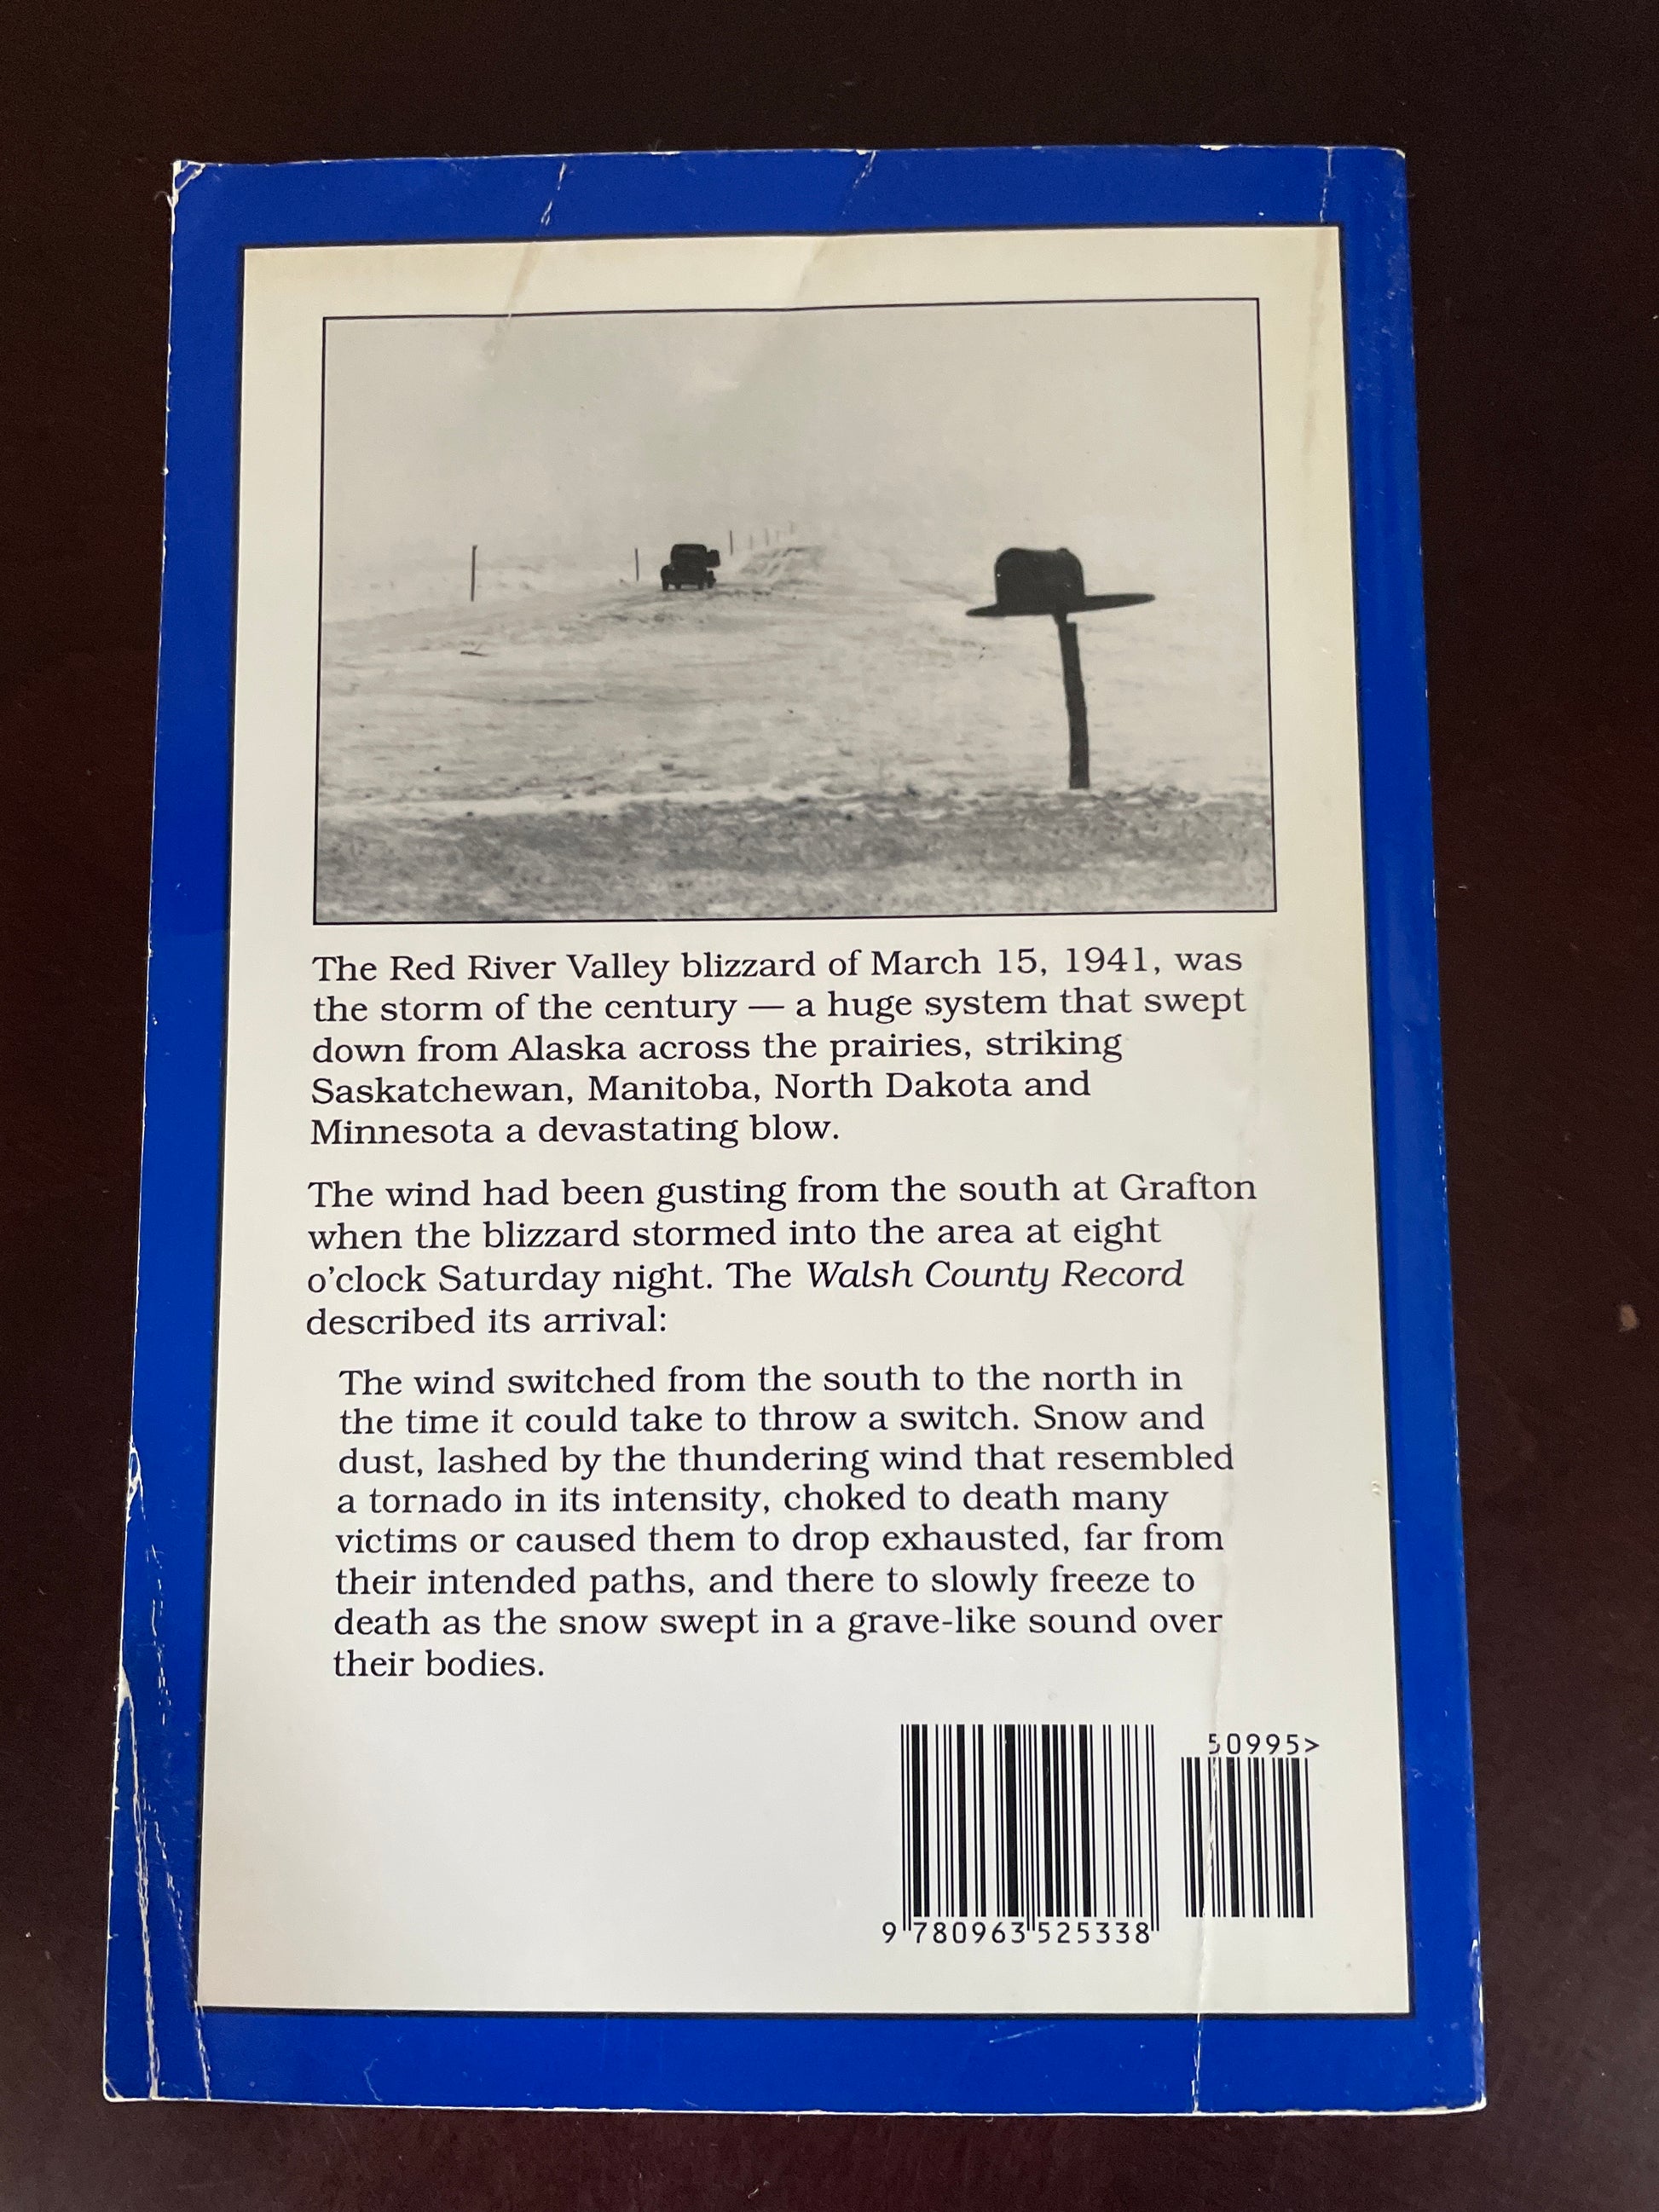 The Red River Valley blizzard of March 15, 1941, was
the storm of the century — a huge system that swept
down from Alaska across the prairies, striking
Saskatchewan, Manitoba, North Dakota and
Minnesota a devastating blow.
The wind had been gusting from the south at Grafton
when the blizzard stormed into the area at eight
o'clock Saturday night. The Walsh County Record
described its arrival:
The wind switched from the south to the north in
the time it could take to throw a switch. Snow and
dust, lashed by the thundering wind that resembled
a tornado in its intensity, choked to death many
victims or caused them to drop exhausted, far from
their intended paths, and there to slowly freeze to
death as the snow swept in a grave-like sound over
their bodies.
50995>
9 780963 525338